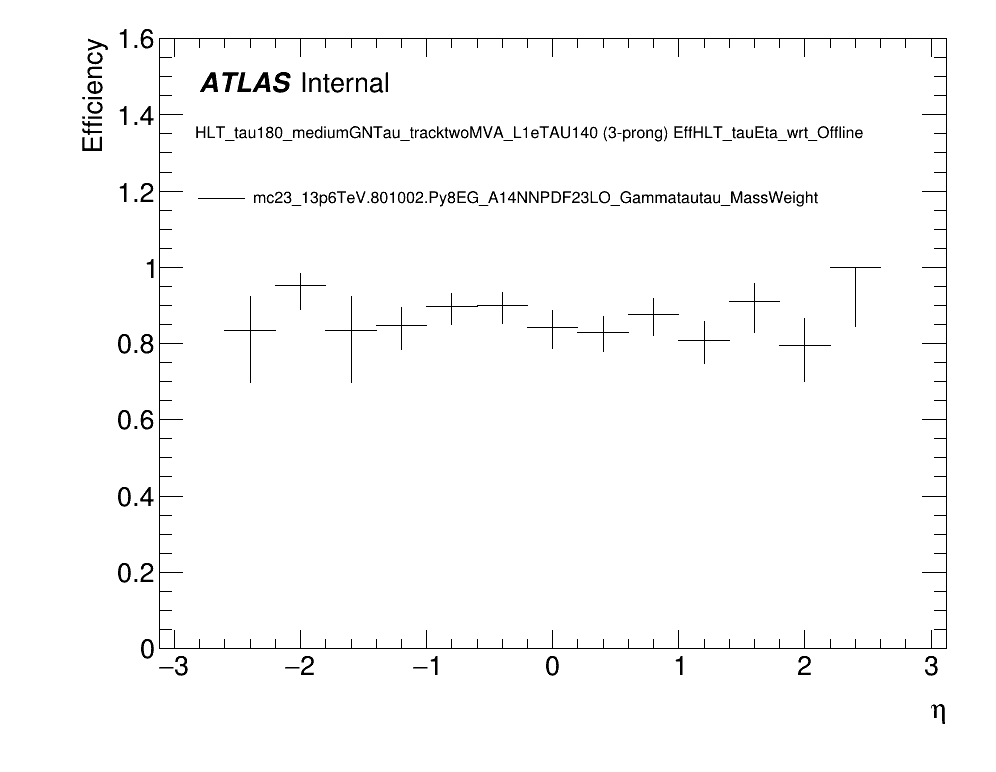 Efficiency
1.6
1.4
1.2
1
0.8
0.6
0.4
0.2
0
ATLAS Internal
HLT_tau180_mediumGNTau_tracktwoMVA_L1eTAU140 (3-prong) EffHLT_tauEta_wrt_Offline
mc23_13p6TeV.801002.Py8EG_A14NNPDF23LO_Gammatautau_MassWeight
−3 −2 −1 0 1 2 3
η